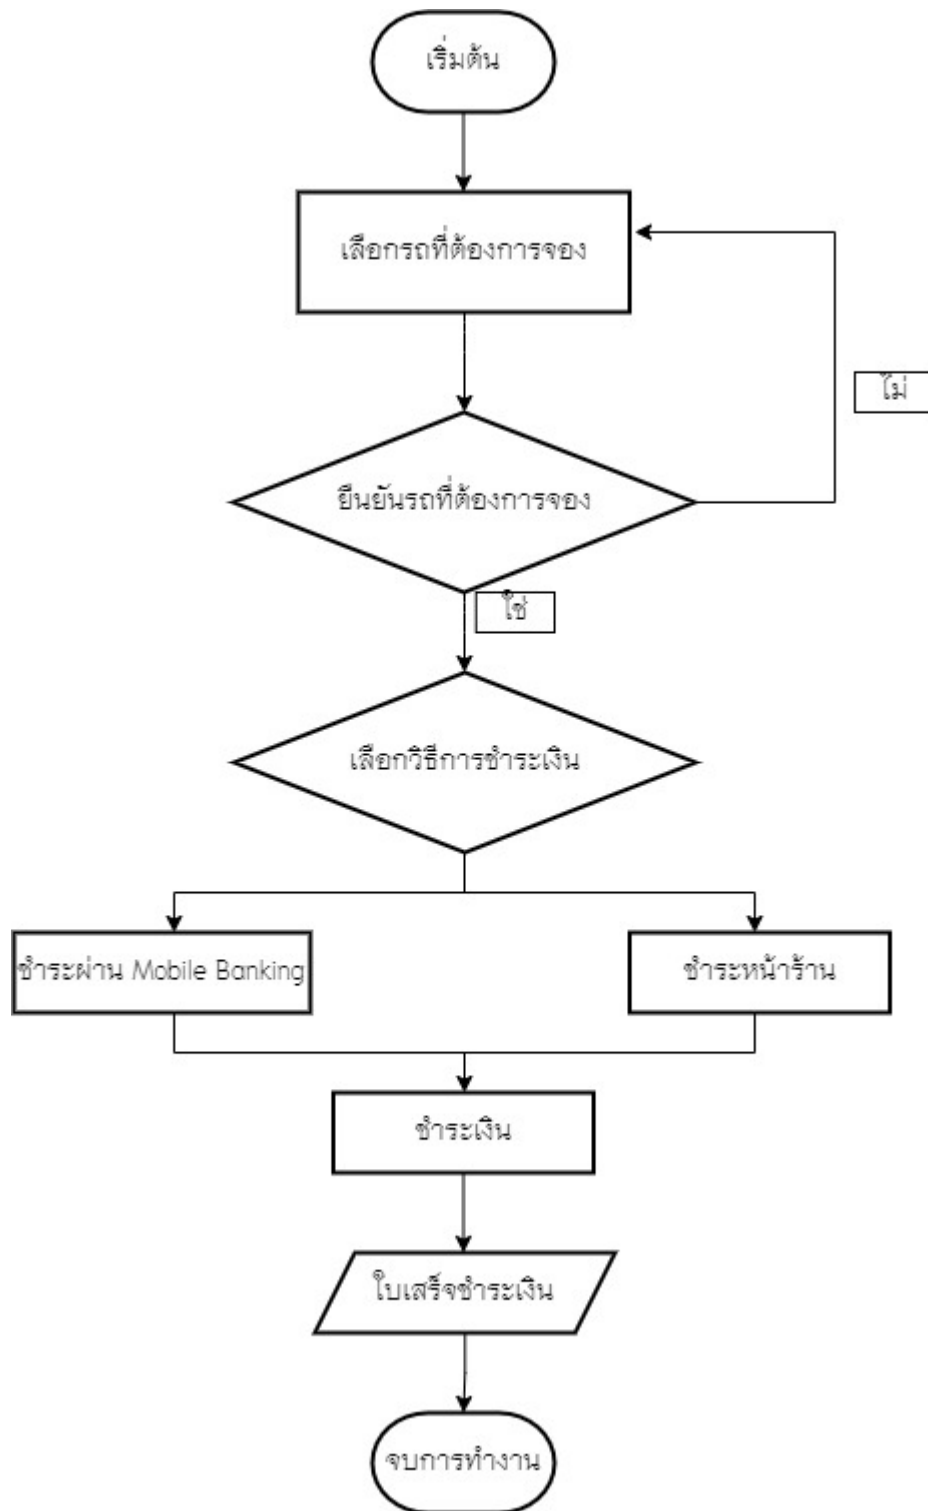 เริ่มต้น
เลือกรถที่ต้องการจอง
ไม่
ยืนยันรถที่ต้องการจอง
ใช่
เลือกวิธีการชำระเงิน
ชำระผ่าน Mobile Banking
ชำระหน้าร้าน
ชำระเงิน
ใบเสร็จชำระเงิน
จบการทำงาน